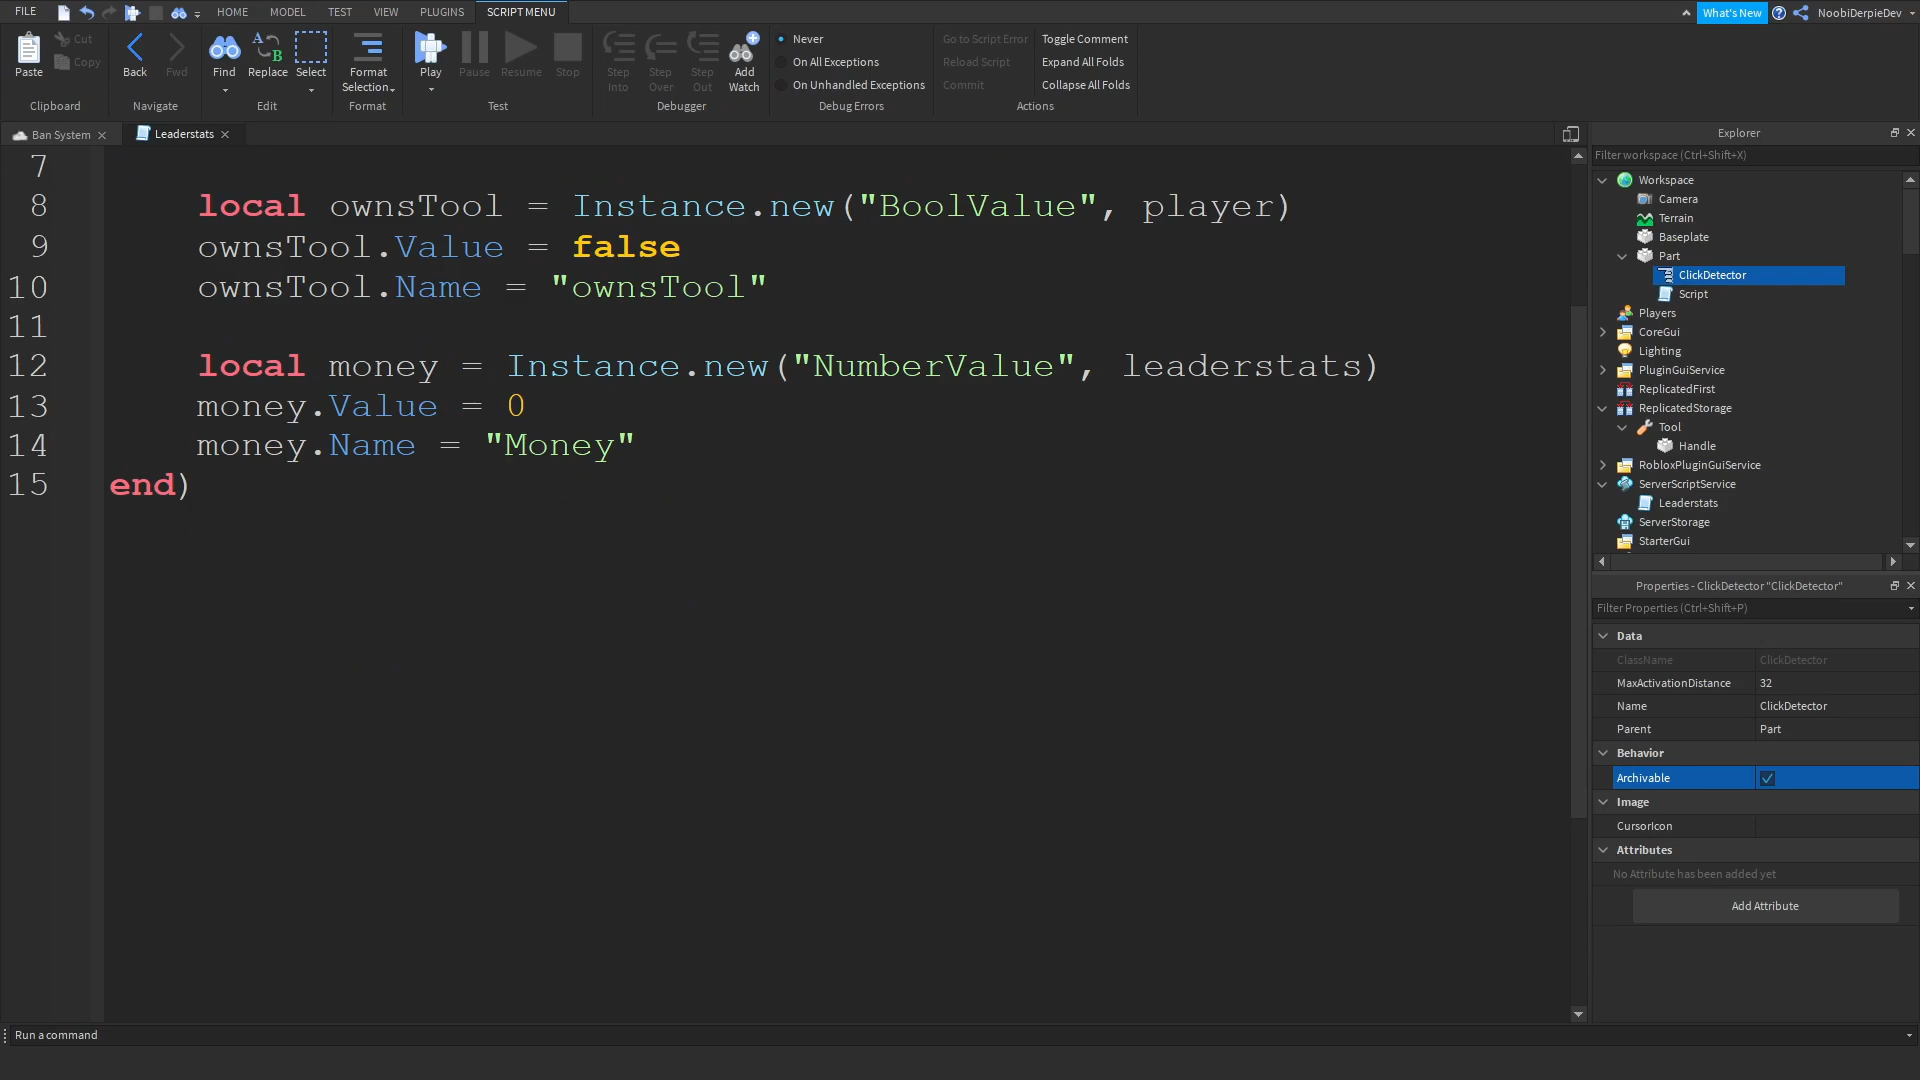 FILE HOME MODEL TEST VIEW PLUGINS SCRIPT MENU What's New NoobiDerpieDev
Paste Cut Copy Clipboard
Back Fwd Navigate
Find Replace Select Edit
Format Selection Format
Play Pause Resume Stop Test
Step Into Step Over Step Out Add Watch Debugger
Never
On All Exceptions
On Unhandled Exceptions
Debug Errors
Go to Script Error Toggle Comment
Reload Script Expand All Folds
Commit Collapse All Folds
Actions
Ban System Leaderstats
7
8 local ownsTool = Instance.new("BoolValue", player)
9 ownsTool.Value = false
10 ownsTool.Name = "ownsTool"
11
12 local money = Instance.new("NumberValue", leaderstats)
13 money.Value = 0
14 money.Name = "Money"
15 end)
Explorer
Filter workspace (Ctrl+Shift+X)
Workspace
Camera
Terrain
Baseplate
Part
ClickDetector
Script
Players
CoreGui
Lighting
PluginGuiService
ReplicatedFirst
ReplicatedStorage
Tool
Handle
RobloxPluginGuiService
ServerScriptService
Leaderstats
ServerStorage
StarterGui
Properties - ClickDetector "ClickDetector"
Filter Properties (Ctrl+Shift+P)
Data
ClassName ClickDetector
MaxActivationDistance 32
Name ClickDetector
Parent Part
Behavior
Archivable
Image
CursorIcon
Attributes
No Attribute has been added yet
Add Attribute
Run a command